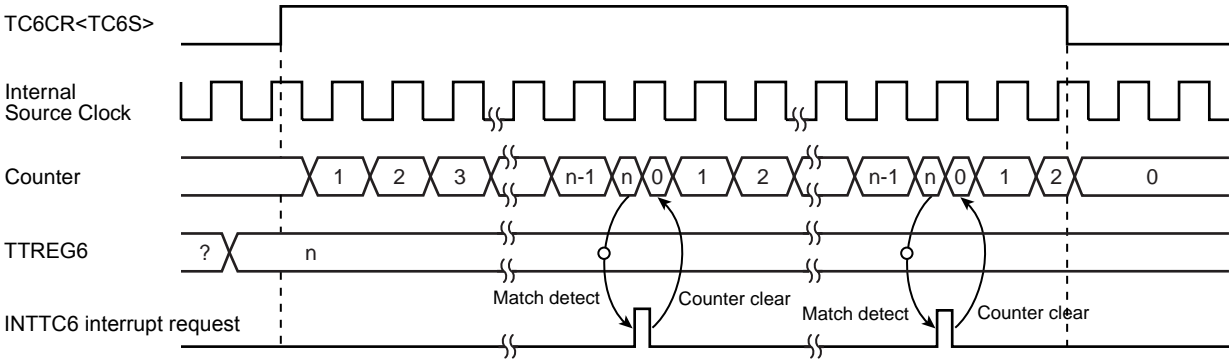 TC6CR<TC6S>
Internal
Source Clock
Counter
1 2 3 n-1 n 0 1 2 n-1 n 0 1 2 0
TTREG6
? n
Match detect Counter clear Match detect Counter clear
INTTC6 interrupt request